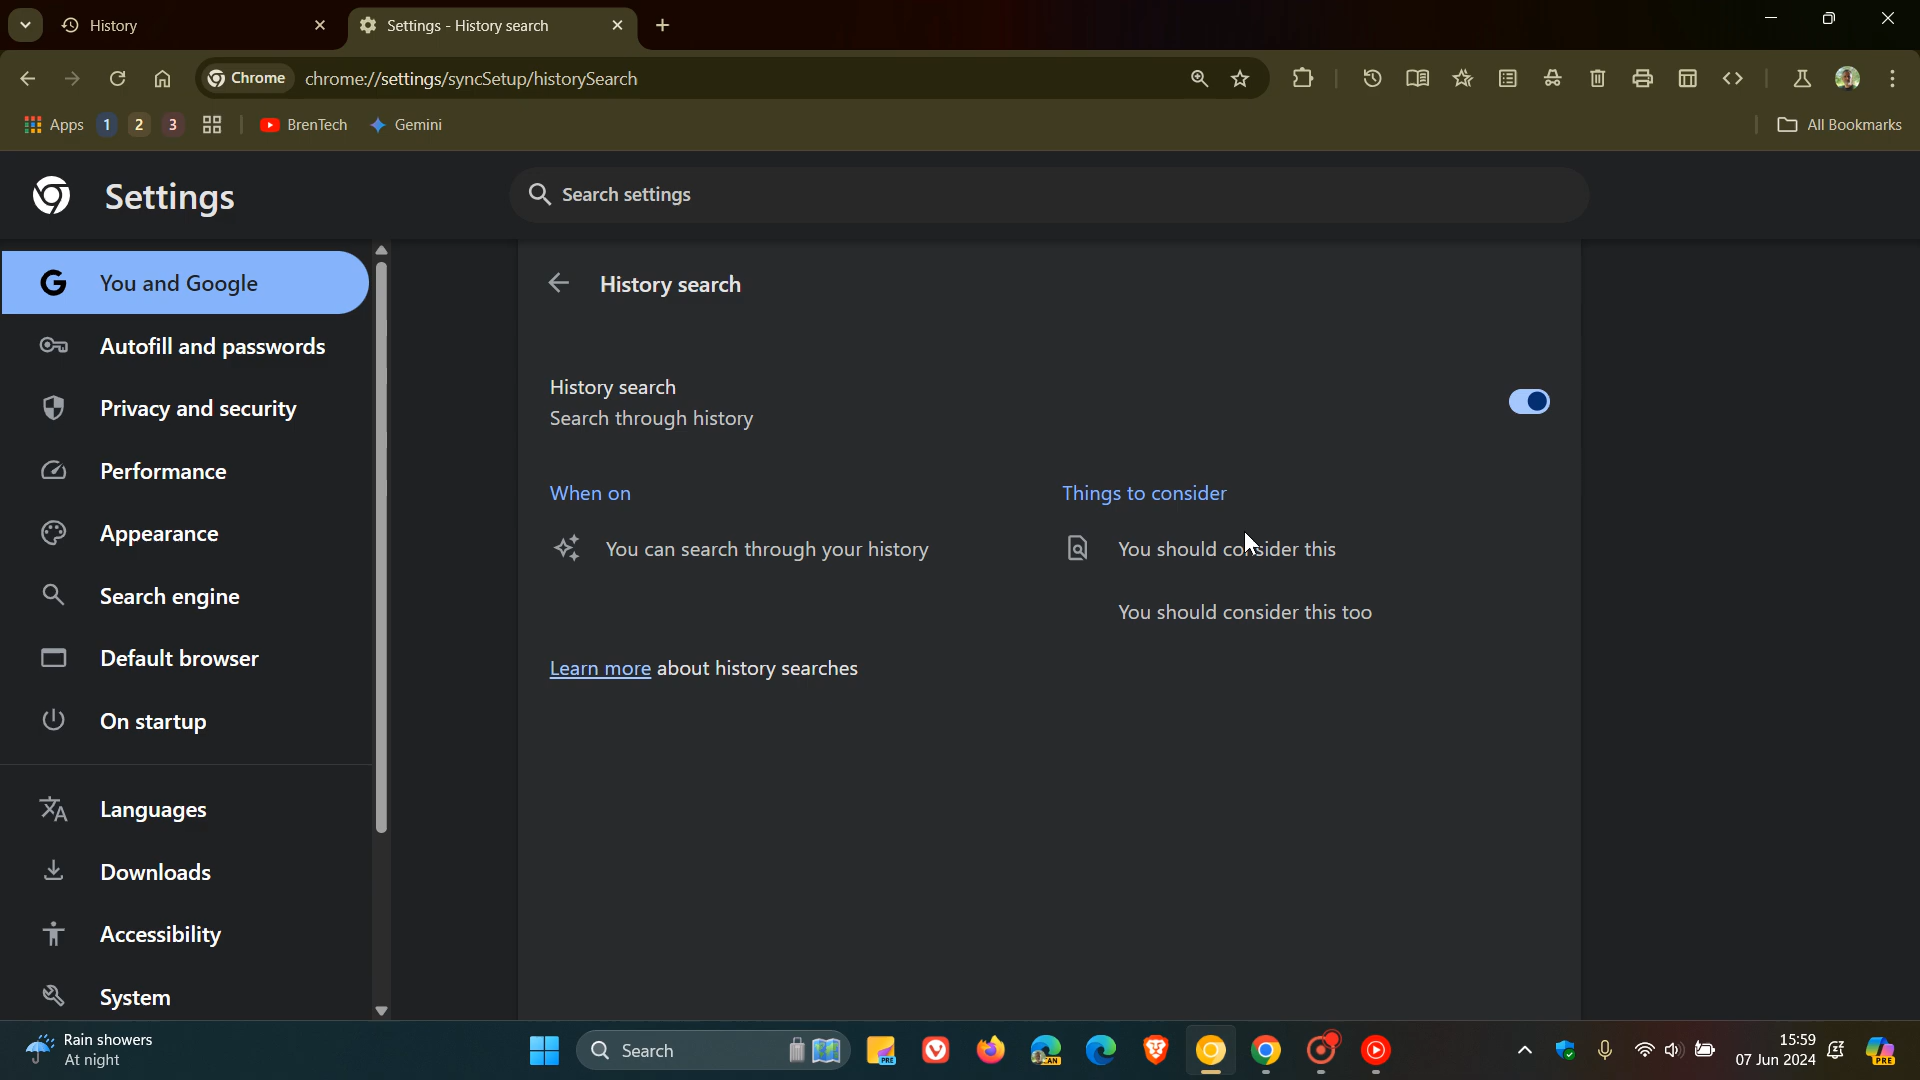 History
Settings - History search
Chrome
chrome://settings/syncSetup/historySearch
Apps
1
2
3
BrenTech
Gemini
All Bookmarks
Settings
Search settings
You and Google
Autofill and passwords
Privacy and security
Performance
Appearance
Search engine
Default browser
On startup
Languages
Downloads
Accessibility
System
History search
History search
Search through history
When on
You can search through your history
Things to consider
You should consider this
You should consider this too
Learn more about history searches
Rain showers
At night
Search
PRE
CAN
15:59
07 Jun 2024
PRE